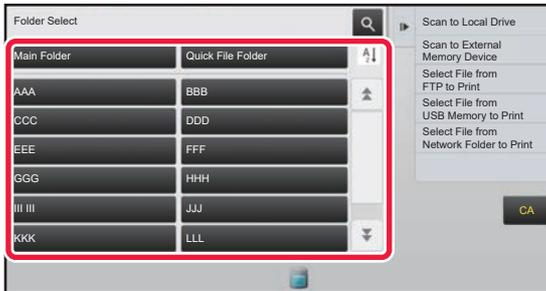 Folder Select
Main Folder
Quick File Folder
AAA
BBB
CCC
DDD
EEE
FFF
GGG
HHH
III III
JJJ
KKK
LLL
A
Z
Scan to Local Drive
Scan to External
Memory Device
Select File from
FTP to Print
Select File from
USB Memory to Print
Select File from
Network Folder to Print
CA